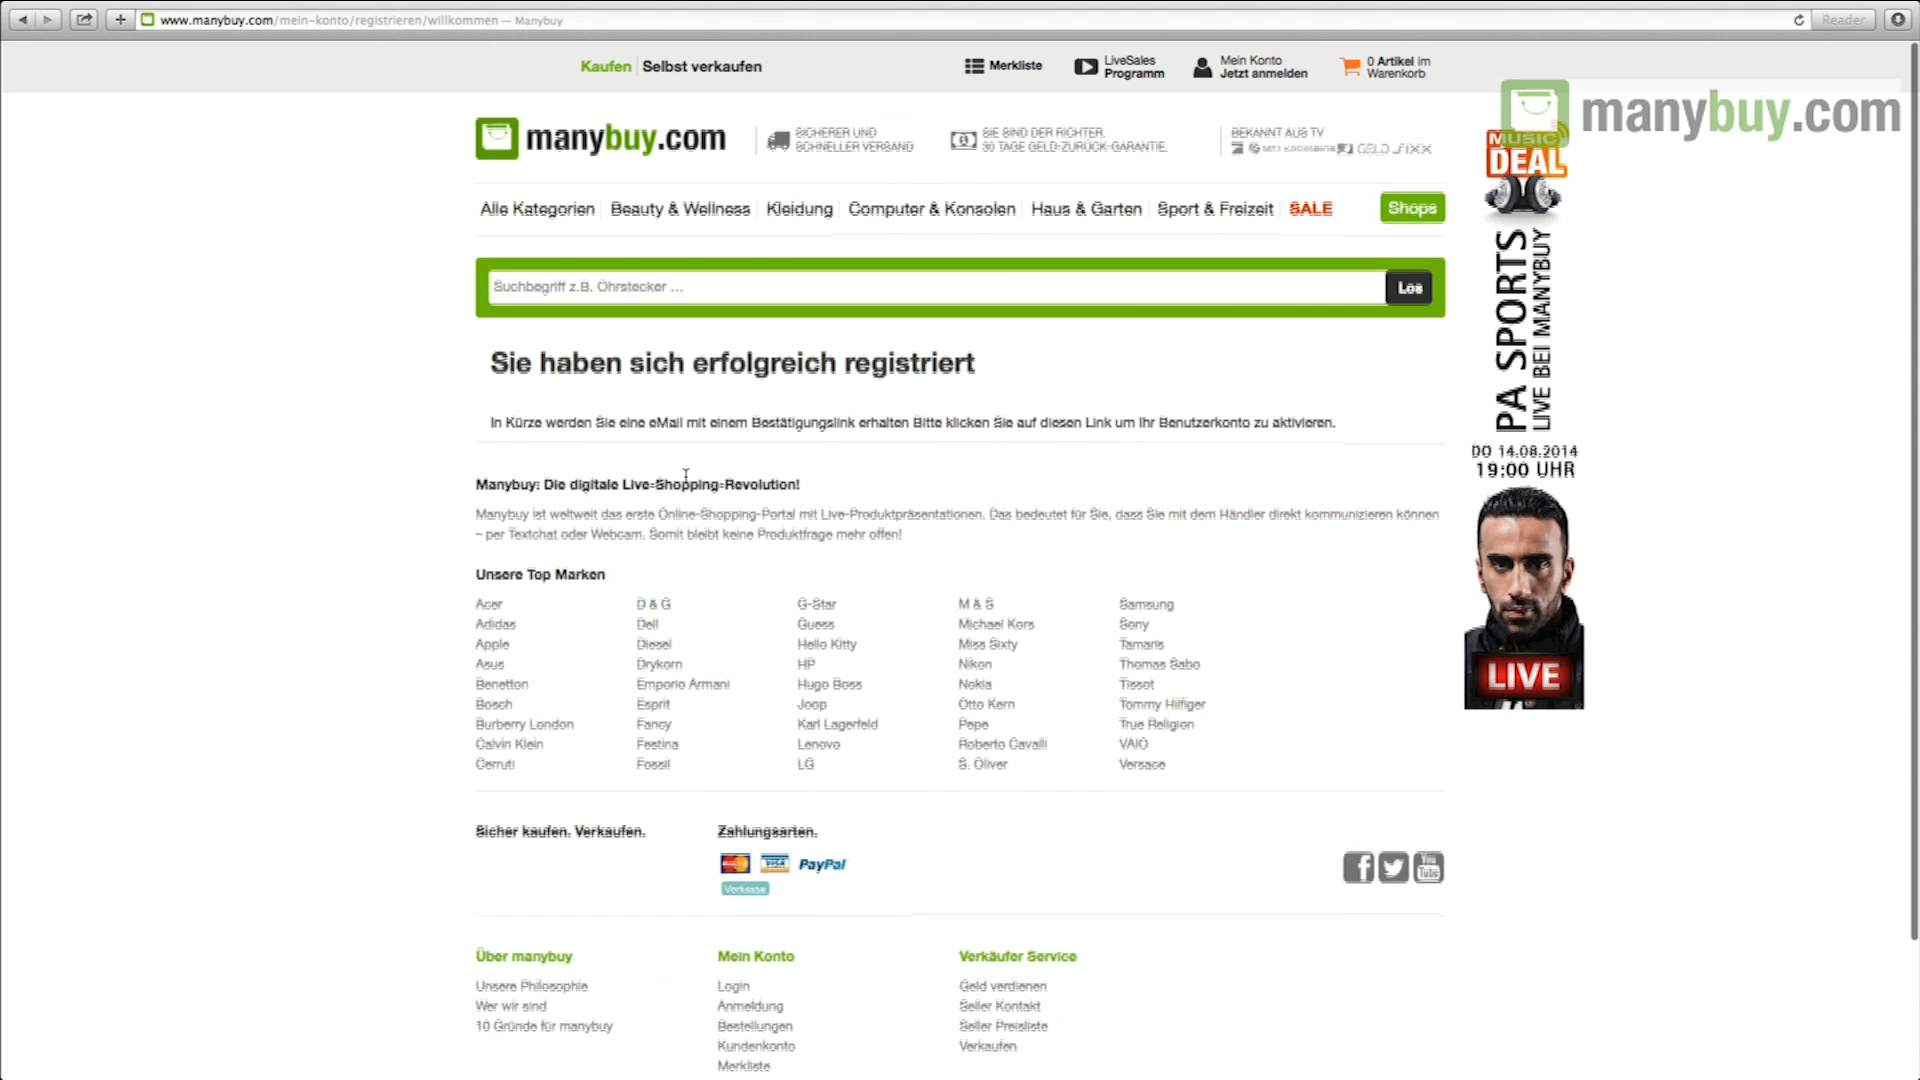 www.manybuy.com/mein-konto/registrieren/willkommen — Manybuy
Reader
Kaufen Selbst verkaufen
Merkliste
LiveSales
Programm
Mein Konto
Jetzt anmelden
0 Artikel im
Warenkorb
manybuy.com
manybuy.com
SICHERER UND
SCHNELLER VERSAND
SIE SIND DER RICHTER.
30 TAGE GELD-ZURÜCK-GARANTIE.
BEKANNT AUS TV
SIXX
Alle Kategorien Beauty & Wellness Kleidung Computer & Konsolen Haus & Garten Sport & Freizeit SALE Shops
Suchbegriff z.B. Ohrstecker ...
Los
Sie haben sich erfolgreich registriert
In Kürze werden Sie eine eMail mit einem Bestätigungslink erhalten Bitte klicken Sie auf diesen Link um Ihr Benutzerkonto zu aktivieren.
Manybuy: Die digitale Live-Shopping-Revolution!
Manybuy ist weltweit das erste Online-Shopping-Portal mit Live-Produktpräsentationen. Das bedeutet für Sie, dass Sie mit dem Händler direkt kommunizieren können
– per Textchat oder Webcam. Somit bleibt keine Produktfrage mehr offen!
Unsere Top Marken
Acer D & G G-Star M & S Samsung
Adidas Dell Guess Michael Kors Sony
Apple Diesel Hello Kitty Miss Sixty Tamaris
Asus Drykorn HP Nikon Thomas Sabo
Benetton Emporio Armani Hugo Boss Nokia Tissot
Bosch Esprit Joop Otto Kern Tommy Hilfiger
Burberry London Fancy Karl Lagerfeld Pepe True Religion
Calvin Klein Festina Lenovo Roberto Cavalli VAIO
Cerruti Fossil LG S. Oliver Versace
Sicher kaufen. Verkaufen.
Zahlungsarten.
MasterCard VISA PayPal
Vorkasse
You
Tube
Über manybuy Mein Konto Verkäufer Service
Unsere Philosophie Login Geld verdienen
Wer wir sind Anmeldung Seller Kontakt
10 Gründe für manybuy Bestellungen Seller Preisliste
Kundenkonto Verkaufen
Merkliste
MUSIC
DEAL
PA SPORTS
LIVE BEI MANYBUY
DO 14.08.2014
19:00 UHR
LIVE